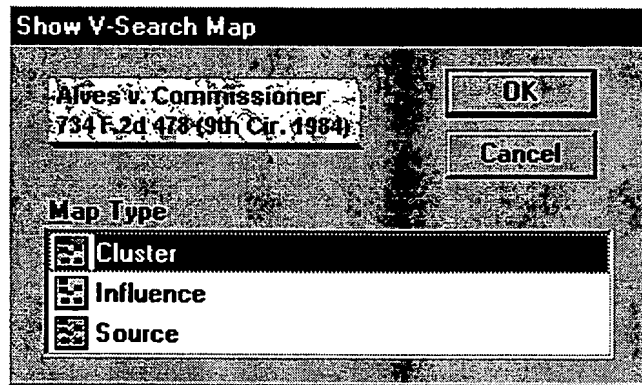 Show V-Search Map
Alves v. Commissioner
734 F.2d 478 (9th Cir. 1984)
OK
Cancel
Map Type
Cluster
Influence
Source